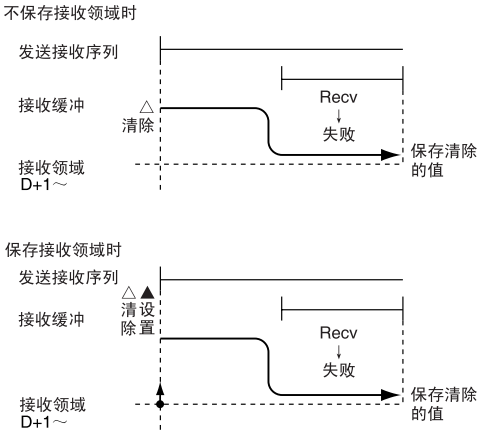 不保存接收领域时
发送接收序列
接收缓冲
△
清除
Recv
↓
失败
接收领域
D+1～
保存清除
的值
保存接收领域时
发送接收序列
△▲
清设
除置
接收缓冲
Recv
↓
失败
接收领域
D+1～
保存清除
的值